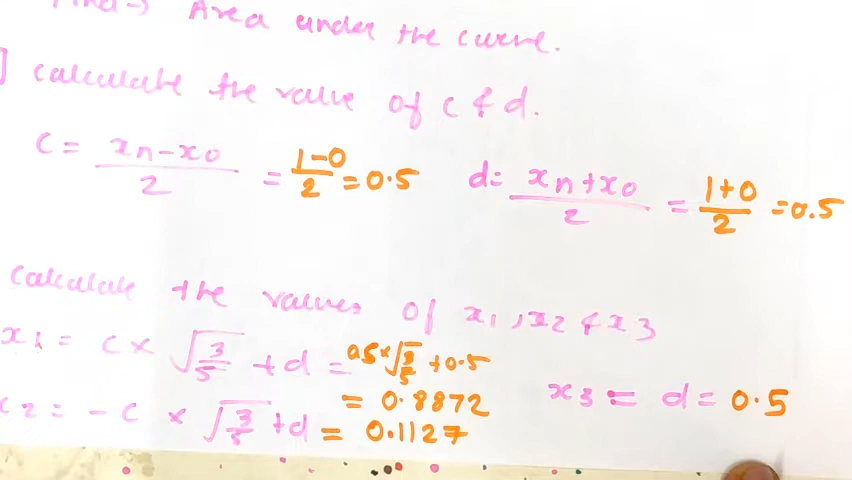 Find → Area under the curve.
] calculate the value of c & d.
c = xn-x0/2 = 1-0/2 = 0.5 d= xn+x0/2 = 1+0/2 = 0.5
calculate the values of x1, x2 & x3
x1 = c × √3/5 + d = 0.5×√3/5 +0.5
= 0.8872 x3 = d = 0.5
x2 = -c × √3/5 +d = 0.1127